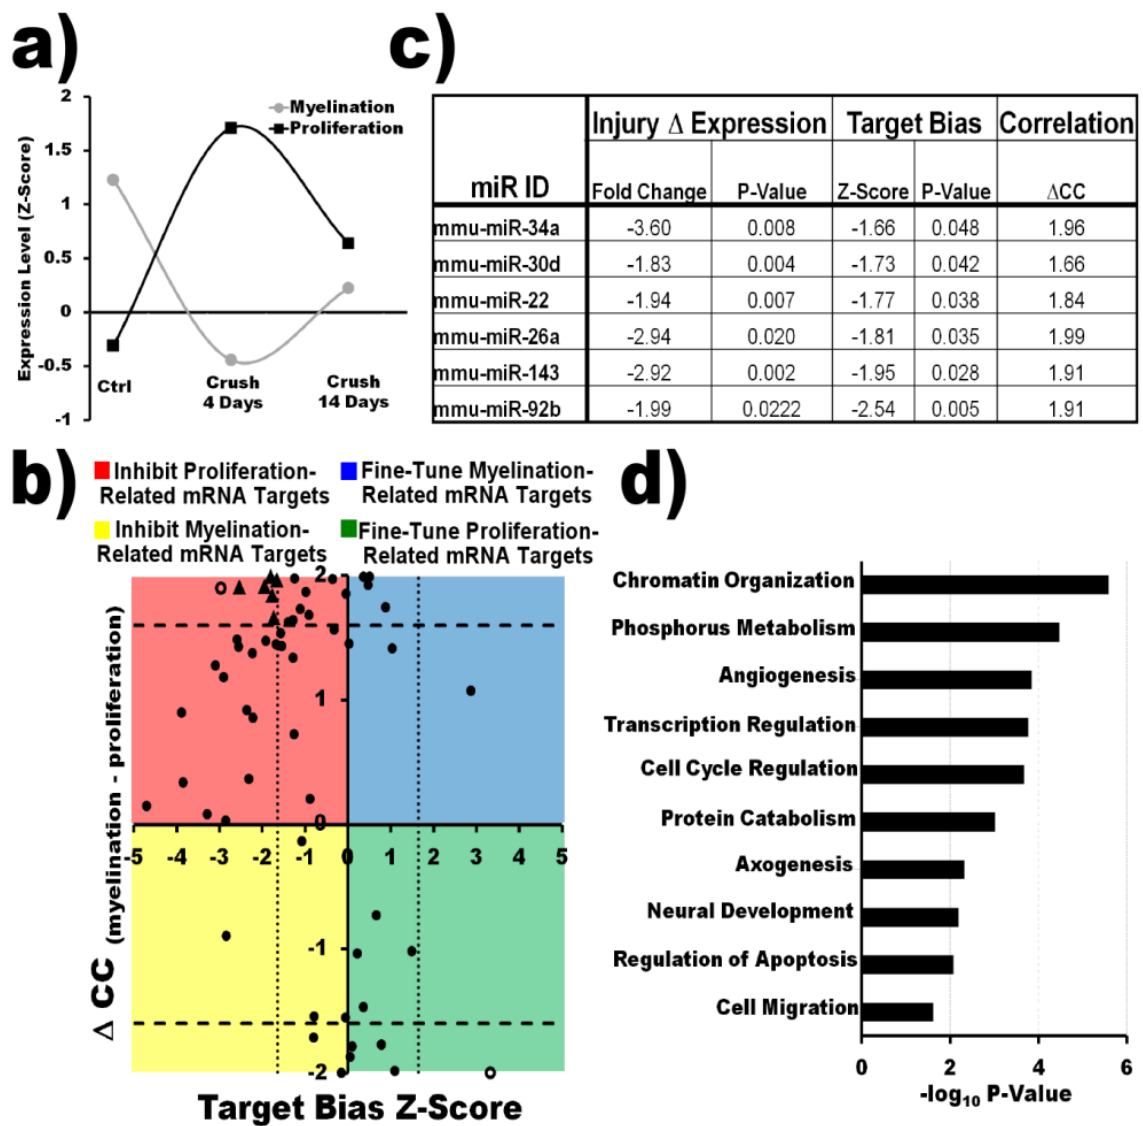 a)
2
1.5
1
0.5
0
-0.5
-1
Expression Level (Z-Score)
Myelination
Proliferation
Ctrl
Crush
4 Days
Crush
14 Days
c)
miR ID
Injury Δ Expression
Target Bias
Correlation
Fold Change
P-Value
Z-Score
P-Value
ΔCC
mmu-miR-34a -3.60 0.008 -1.66 0.048 1.96
mmu-miR-30d -1.83 0.004 -1.73 0.042 1.66
mmu-miR-22 -1.94 0.007 -1.77 0.038 1.84
mmu-miR-26a -2.94 0.020 -1.81 0.035 1.99
mmu-miR-143 -2.92 0.002 -1.95 0.028 1.91
mmu-miR-92b -1.99 0.0222 -2.54 0.005 1.91
b)
Inhibit Proliferation-
Related mRNA Targets
Fine-Tune Myelination-
Related mRNA Targets
Inhibit Myelination-
Related mRNA Targets
Fine-Tune Proliferation-
Related mRNA Targets
2
1
0
-1
-2
-5 -4 -3 -2 -1 0 1 2 3 4 5
Δ CC (myelination - proliferation)
Target Bias Z-Score
d)
Chromatin Organization
Phosphorus Metabolism
Angiogenesis
Transcription Regulation
Cell Cycle Regulation
Protein Catabolism
Axogenesis
Neural Development
Regulation of Apoptosis
Cell Migration
0 2 4 6
-log10 P-Value